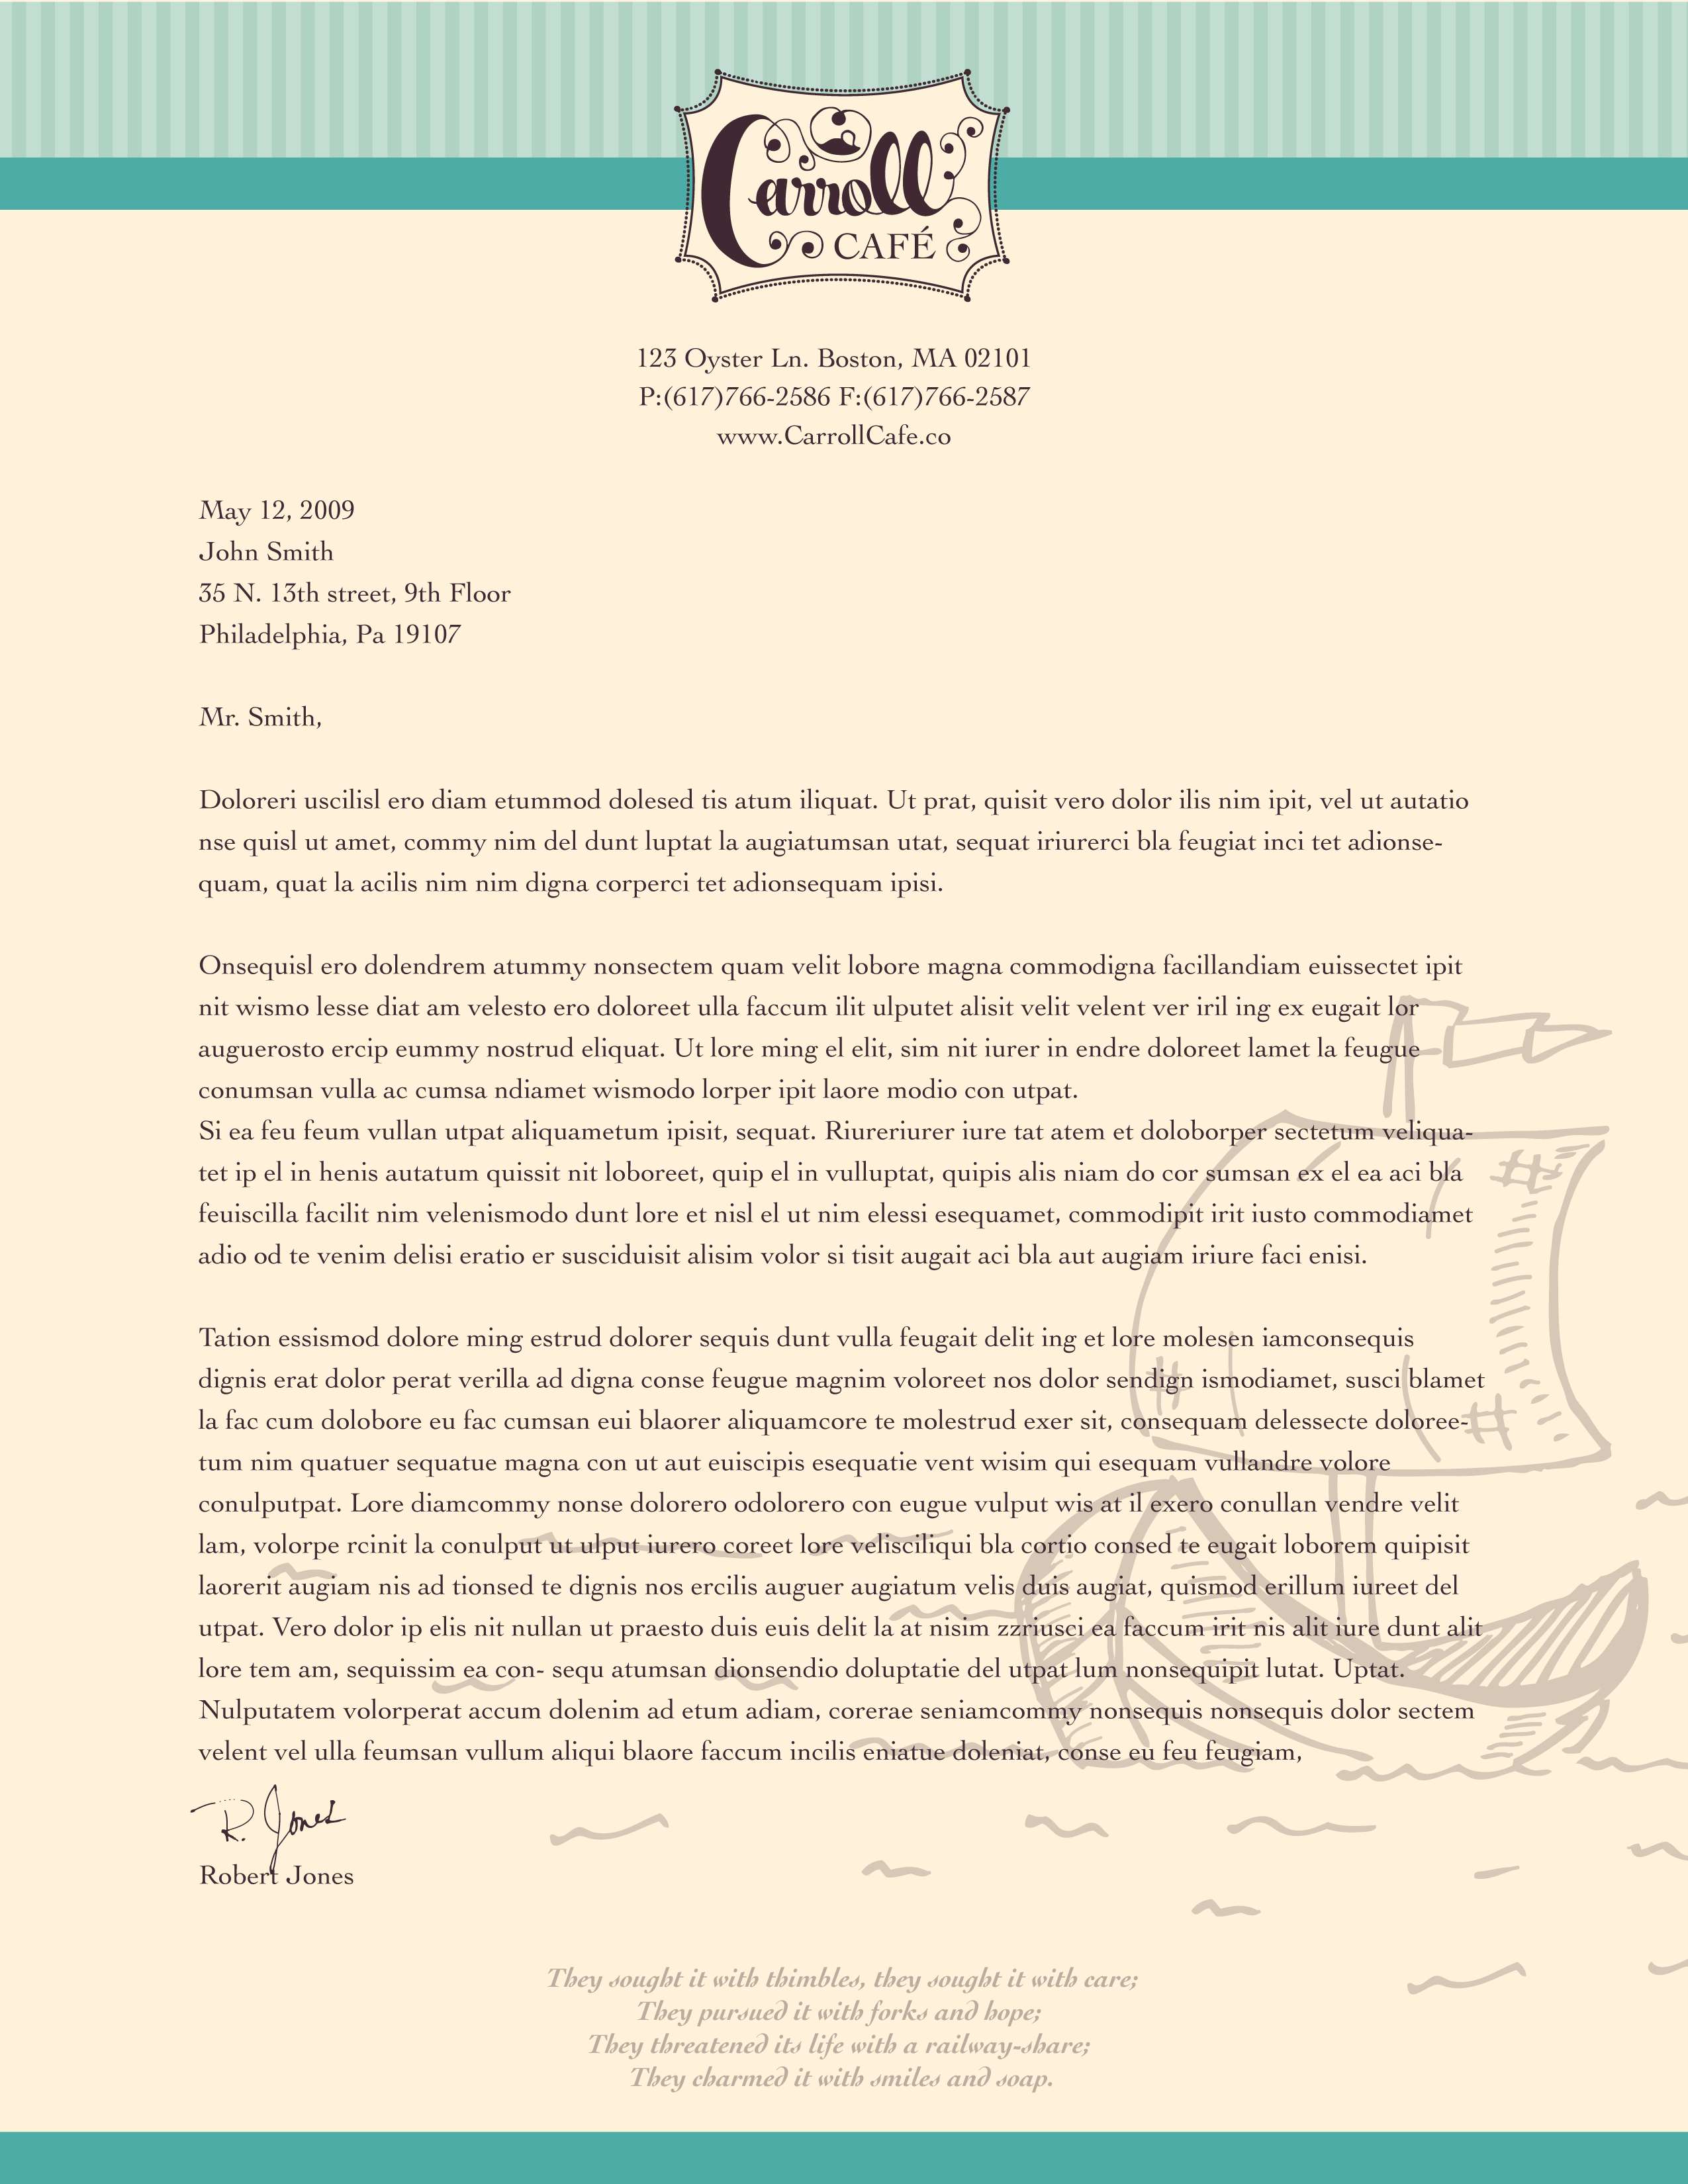 Carroll
CAFÉ
123 Oyster Ln. Boston, MA 02101
P:(617)766-2586 F:(617)766-2587
www.CarrollCafe.co
May 12, 2009
John Smith
35 N. 13th street, 9th Floor
Philadelphia, Pa 19107
Mr. Smith,
Doloreri uscilisl ero diam etummod dolesed tis atum iliquat. Ut prat, quisit vero dolor ilis nim ipit, vel ut autatio
nse quisl ut amet, commy nim del dunt luptat la augiatumsan utat, sequat iriurerci bla feugiat inci tet adionse-
quam, quat la acilis nim nim digna corperci tet adionsequam ipisi.
Onsequisl ero dolendrem atummy nonsectem quam velit lobore magna commodigna facillandiam euissectet ipit
nit wismo lesse diat am velesto ero doloreet ulla faccum ilit ulputet alisit velit velent ver iril ing ex eugait lor
auguerosto ercip eummy nostrud eliquat. Ut lore ming el elit, sim nit iurer in endre doloreet lamet la feugue
conumsan vulla ac cumsa ndiamet wismodo lorper ipit laore modio con utpat.
Si ea feu feum vullan utpat aliquametum ipisit, sequat. Riureriurer iure tat atem et doloborper sectetum veliqua-
tet ip el in henis autatum quissit nit loboreet, quip el in vulluptat, quipis alis niam do cor sumsan ex el ea aci bla
feuiscilla facilit nim velenismodo dunt lore et nisl el ut nim elessi esequamet, commodipit irit iusto commodiamet
adio od te venim delisi eratio er susciduisit alisim volor si tisit augait aci bla aut augiam iriure faci enisi.
Tation essismod dolore ming estrud dolorer sequis dunt vulla feugait delit ing et lore molesen iamconsequis
dignis erat dolor perat verilla ad digna conse feugue magnim voloreet nos dolor sendign ismodiamet, susci blamet
la fac cum dolobore eu fac cumsan eui blaorer aliquamcore te molestrud exer sit, consequam delessecte doloree-
tum nim quatuer sequatue magna con ut aut euiscipis esequatie vent wisim qui esequam vullandre volore
conulputpat. Lore diamcommy nonse dolorero odolorero con eugue vulput wis at il exero conullan vendre velit
lam, volorpe rcinit la conulput ut ulput iurero coreet lore velisciliqui bla cortio consed te eugait loborem quipisit
laorerit augiam nis ad tionsed te dignis nos ercilis auguer augiatum velis duis augiat, quismod erillum iureet del
utpat. Vero dolor ip elis nit nullan ut praesto duis euis delit la at nisim zzriusci ea faccum irit nis alit iure dunt alit
lore tem am, sequissim ea con- sequ atumsan dionsendio doluptatie del utpat lum nonsequipit lutat. Uptat.
Nulputatem volorperat accum dolenim ad etum adiam, corerae seniamcommy nonsequis nonsequis dolor sectem
velent vel ulla feumsan vullum aliqui blaore faccum incilis eniatue doleniat, conse eu feu feugiam,
R. Jones
Robert Jones
They sought it with thimbles, they sought it with care;
They pursued it with forks and hope;
They threatened its life with a railway-share;
They charmed it with smiles and soap.